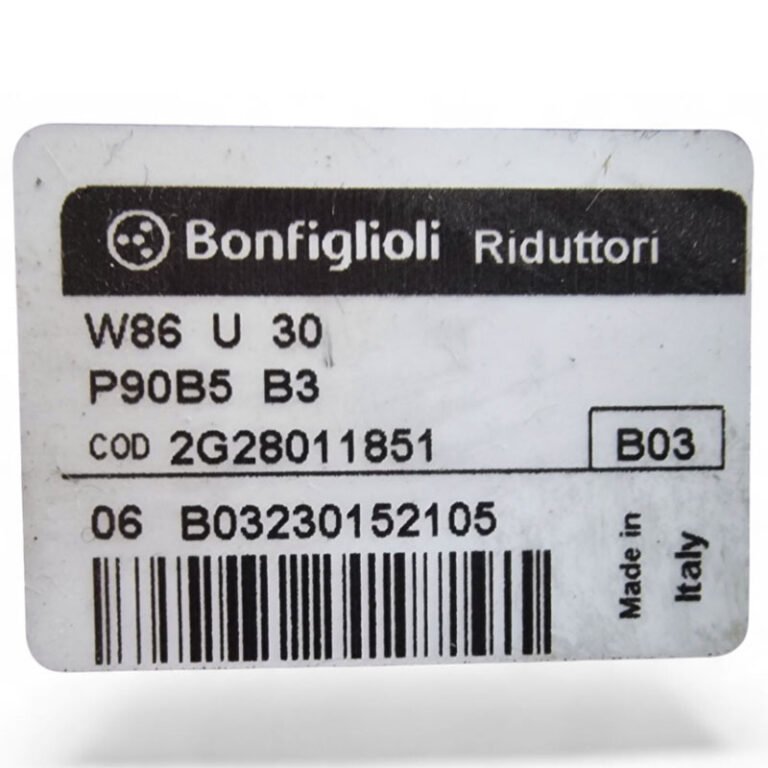 Bonfiglioli Riduttori
W86 U 30
P90B5 B3
COD 2G28011851 B03
06 B03230152105
Made in
Italy